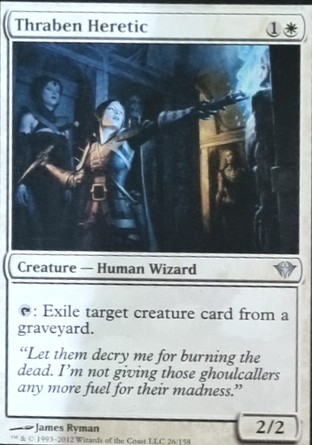 Thraben Heretic 1
Creature — Human Wizard
: Exile target creature card from a
graveyard.
“Let them decry me for burning the
dead. I’m not giving those ghoulcallers
any more fuel for their madness.”
James Ryman
™ & © 1993–2012 Wizards of the Coast LLC 26/158
2/2